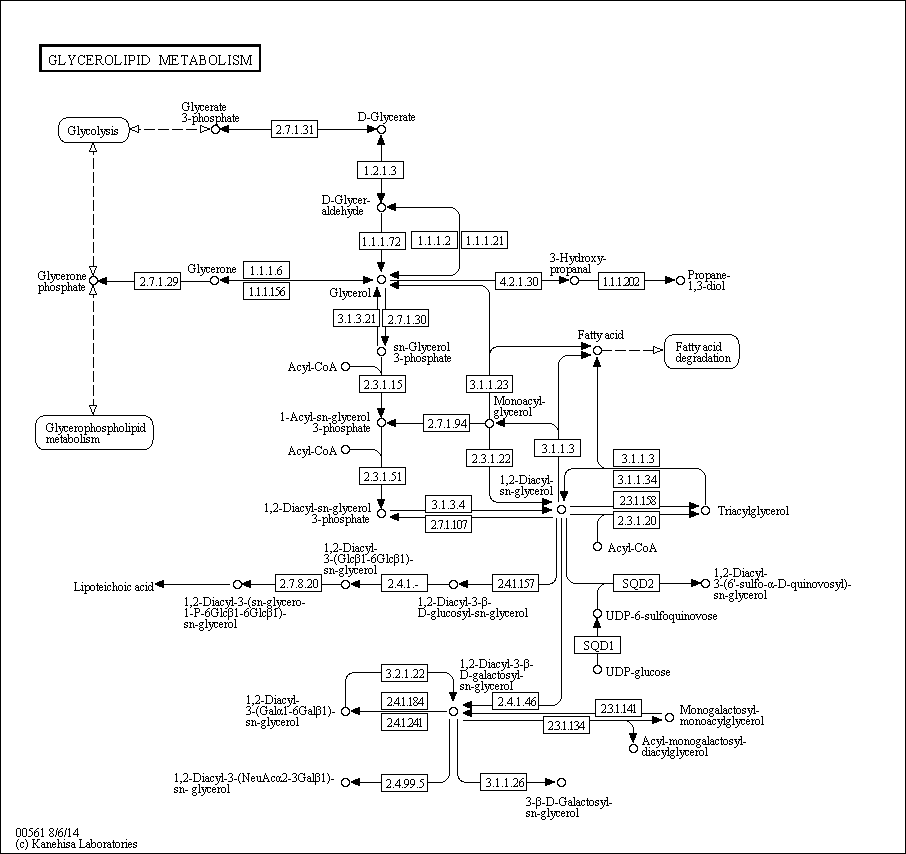 GLYCEROLIPID METABOLISM
Glycerate
3-phosphate
D-Glycerate
Glycolysis
2.7.1.31
1.2.1.3
D-Glycer-
aldehyde
1.1.1.72
1.1.1.2
1.1.1.21
3-Hydroxy-
propanal
Glycerone
phosphate
2.7.1.29
Glycerone
1.1.1.6
1.1.1.156
Glycerol
4.2.1.30
1.1.1.202
Propane-
1,3-diol
3.1.3.21
2.7.1.30
sn-Glycerol
3-phosphate
Fatty acid
Fatty acid
degradation
Acyl-CoA
2.3.1.15
3.1.1.23
Monoacyl-
glycerol
1-Acyl-sn-glycerol
3-phosphate
2.7.1.94
Glycerophospholipid
metabolism
Acyl-CoA
2.3.1.22
3.1.1.3
3.1.1.3
2.3.1.51
1,2-Diacyl-
sn-glycerol
3.1.1.34
2.3.1.158
1,2-Diacyl-sn-glycerol
3-phosphate
3.1.3.4
2.7.1.107
2.3.1.20
Triacylglycerol
Acyl-CoA
1,2-Diacyl-
3-(Glcβ1-6Glcβ1)-
sn-glycerol
Lipoteichoic acid
2.7.8.20
2.4.1.-
2.4.1.157
SQD2
1,2-Diacyl-
3-(6'-sulfo-α-D-quinovosyl)-
sn-glycerol
1,2-Diacyl-3-(sn-glycero-
1-P-6Glcβ1-6Glcβ1)-
sn-glycerol
1,2-Diacyl-3-β-
D-glucosyl-sn-glycerol
UDP-6-sulfoquinovose
SQD1
UDP-glucose
3.2.1.22
1,2-Diacyl-3-β-
D-galactosyl-
sn-glycerol
1,2-Diacyl-
3-(Galα1-6Galβ1)-
sn-glycerol
2.4.1.184
2.4.1.241
2.4.1.46
2.3.1.141
2.3.1.134
Monogalactosyl-
monoacylglycerol
Acyl-monogalactosyl-
diacylglycerol
1,2-Diacyl-3-(NeuAcα2-3Galβ1)-
sn- glycerol
2.4.99.5
3.1.1.26
3-β-D-Galactosyl-
sn-glycerol
00561 8/6/14
(c) Kanehisa Laboratories